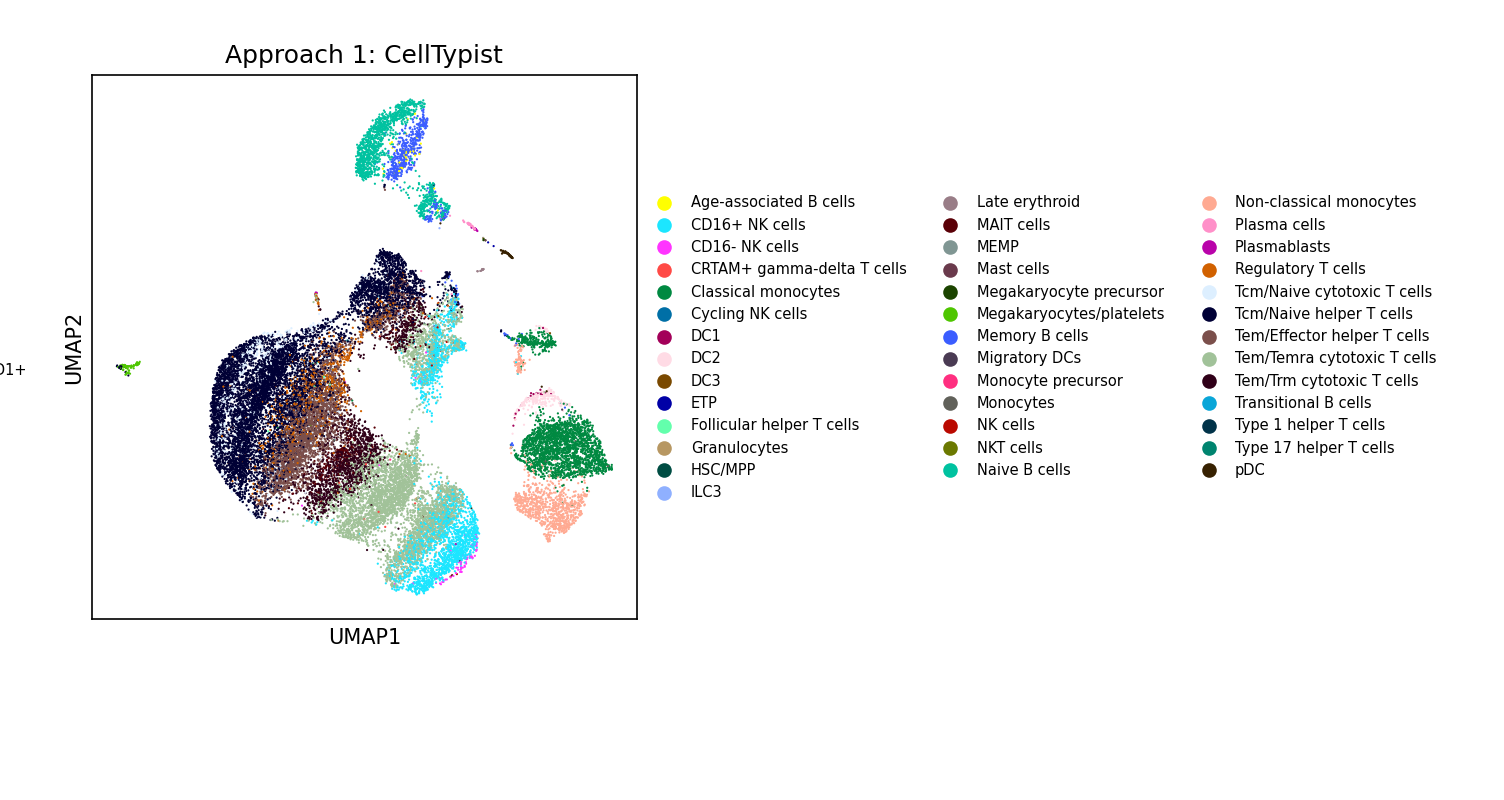 Approach 1: CellTypist
UMAP2
D1+
UMAP1
Age-associated B cells
CD16+ NK cells
CD16- NK cells
CRTAM+ gamma-delta T cells
Classical monocytes
Cycling NK cells
DC1
DC2
DC3
ETP
Follicular helper T cells
Granulocytes
HSC/MPP
ILC3
Late erythroid
MAIT cells
MEMP
Mast cells
Megakaryocyte precursor
Megakaryocytes/platelets
Memory B cells
Migratory DCs
Monocyte precursor
Monocytes
NK cells
NKT cells
Naive B cells
Non-classical monocytes
Plasma cells
Plasmablasts
Regulatory T cells
Tcm/Naive cytotoxic T cells
Tcm/Naive helper T cells
Tem/Effector helper T cells
Tem/Temra cytotoxic T cells
Tem/Trm cytotoxic T cells
Transitional B cells
Type 1 helper T cells
Type 17 helper T cells
pDC